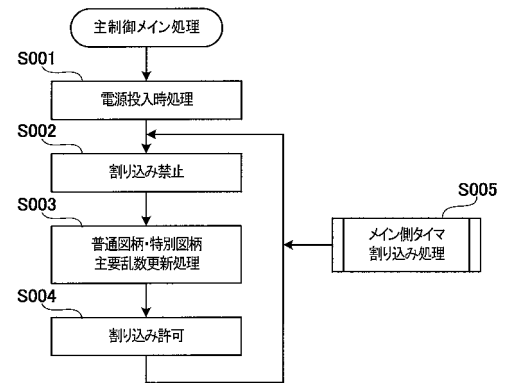 主制御メイン処理
S001
電源投入時処理
S002
割り込み禁止
S003
普通図柄・特別図柄
主要乱数更新処理
S004
割り込み許可
S005
メイン側タイマ
割り込み処理